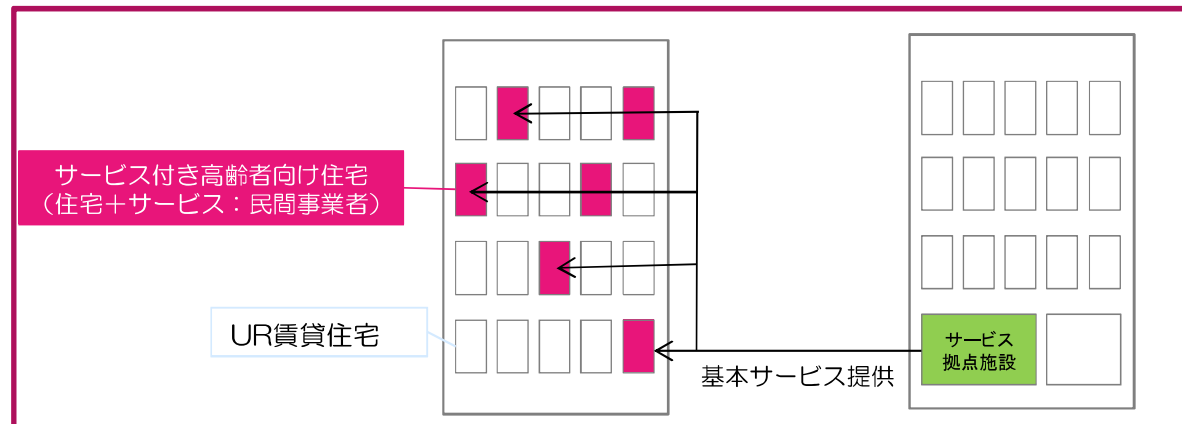 サービス付き高齢者向け住宅
（住宅＋サービス：民間事業者）
UR賃貸住宅
サービス
拠点施設
基本サービス提供